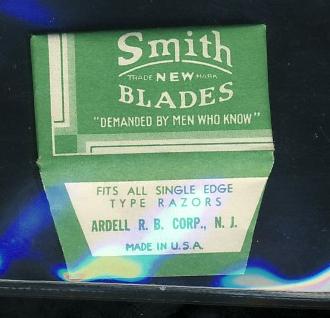 Smith
TRADE NEW MARK
BLADES
"DEMANDED BY MEN WHO KNOW"
FITS ALL SINGLE EDGE
TYPE RAZORS
ARDELL R. B. CORP., N. J.
MADE IN U.S.A.